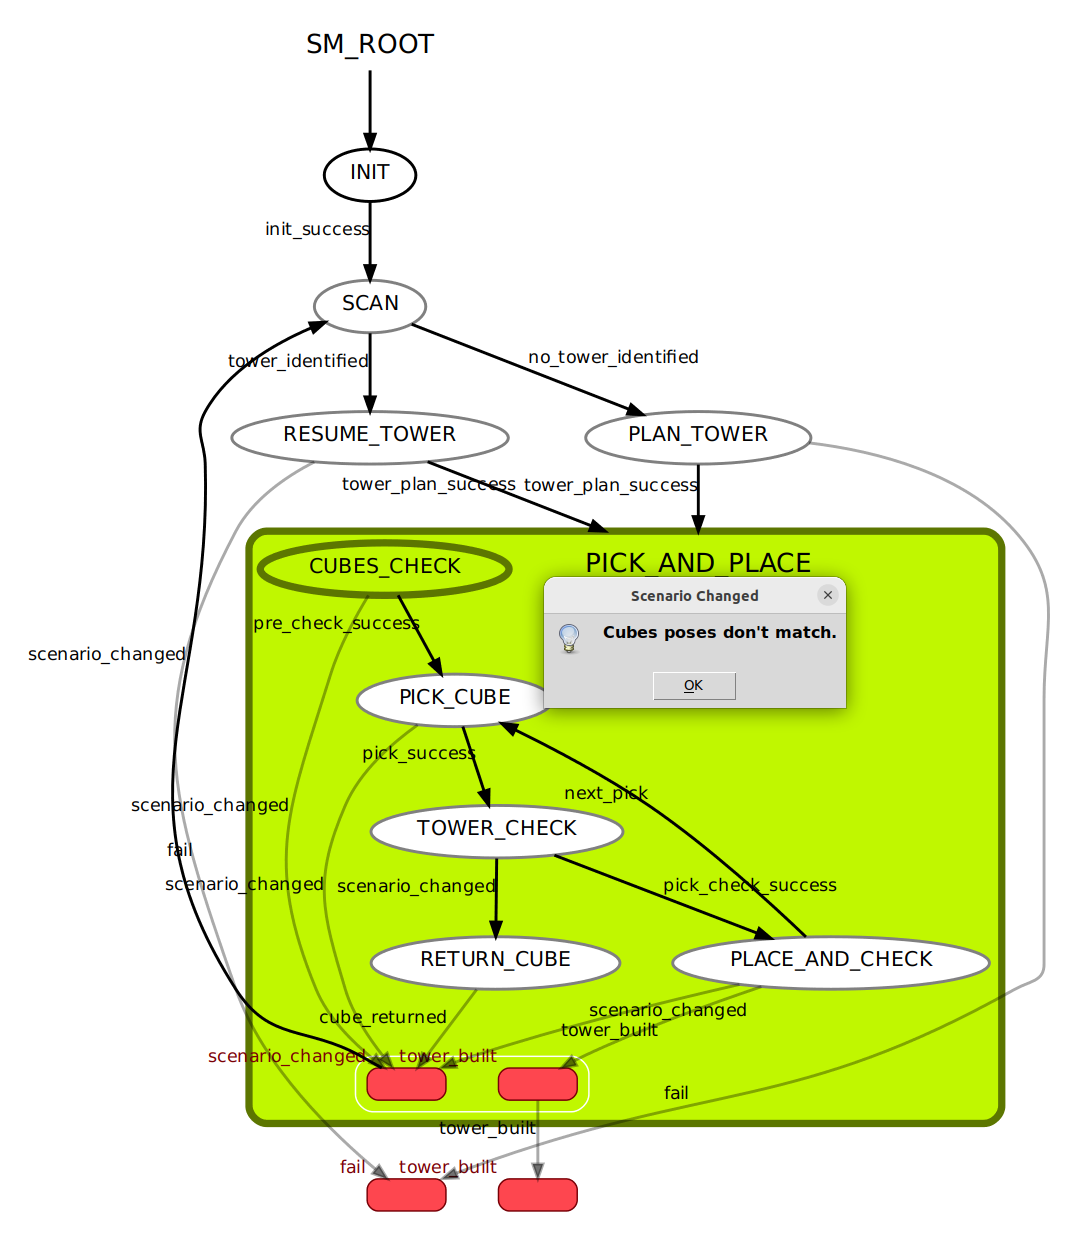 SM_ROOT
INIT
init_success
SCAN
tower_identified
no_tower_identified
RESUME_TOWER
PLAN_TOWER
tower_plan_success
tower_plan_success
CUBES_CHECK
PICK_AND_PLACE
Scenario Changed
pre_check_success
Cubes poses don't match.
scenario_changed
OK
PICK_CUBE
pick_success
next_pick
scenario_changed
TOWER_CHECK
fail
scenario_changed
scenario_changed
pick_check_success
RETURN_CUBE
PLACE_AND_CHECK
scenario_changed
cube_returned
tower_built
scenario_changed
tower_built
fail
tower_built
fail
tower_built